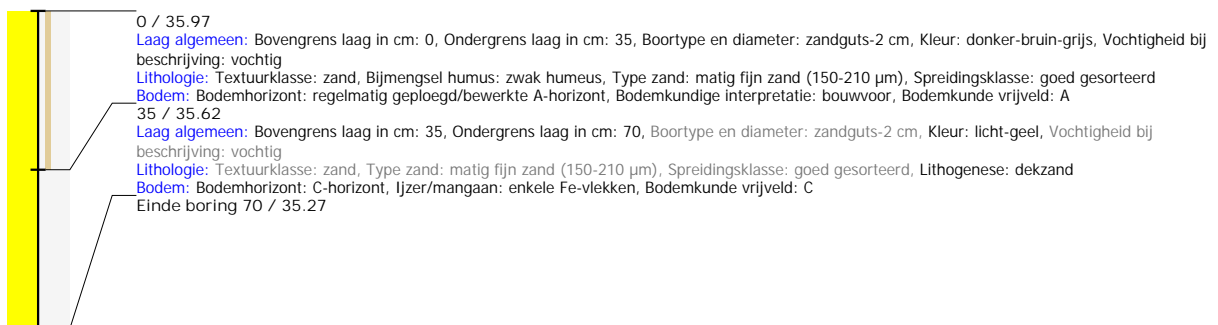 0 / 35.97
Laag algemeen: Bovengrens laag in cm: 0, Ondergrens laag in cm: 35, Boortype en diameter: zandguts-2 cm, Kleur: donker-bruin-grijs, Vochtigheid bij
beschrijving: vochtig
Lithologie: Textuurklasse: zand, Bijmengsel humus: zwak humeus, Type zand: matig fijn zand (150-210 µm), Spreidingsklasse: goed gesorteerd
Bodem: Bodemhorizont: regelmatig geploegd/bewerkte A-horizont, Bodemkundige interpretatie: bouwvoor, Bodemkunde vrijveld: A
35 / 35.62
Laag algemeen: Bovengrens laag in cm: 35, Ondergrens laag in cm: 70, Boortype en diameter: zandguts-2 cm, Kleur: licht-geel, Vochtigheid bij
beschrijving: vochtig
Lithologie: Textuurklasse: zand, Type zand: matig fijn zand (150-210 µm), Spreidingsklasse: goed gesorteerd, Lithogenese: dekzand
Bodem: Bodemhorizont: C-horizont, Ijzer/mangaan: enkele Fe-vlekken, Bodemkunde vrijveld: C
Einde boring 70 / 35.27